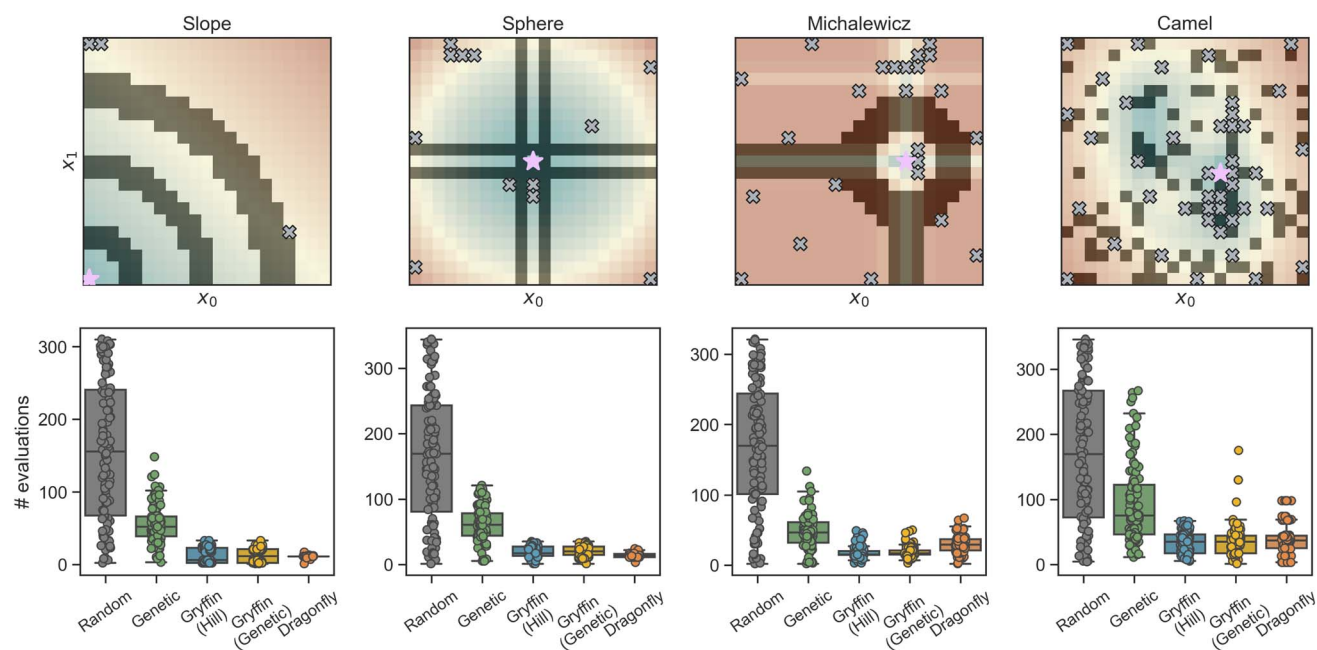 Slope
Sphere
Michalewicz
Camel
x₁
x₀
x₀
x₀
x₀
# evaluations
300
200
100
0
300
200
100
0
300
200
100
0
300
200
100
0
Random
Genetic
Gryffin
(Hill)
Gryffin
(Genetic)
Dragonfly
Random
Genetic
Gryffin
(Hill)
Gryffin
(Genetic)
Dragonfly
Random
Genetic
Gryffin
(Hill)
Gryffin
(Genetic)
Dragonfly
Random
Genetic
Gryffin
(Hill)
Gryffin
(Genetic)
Dragonfly